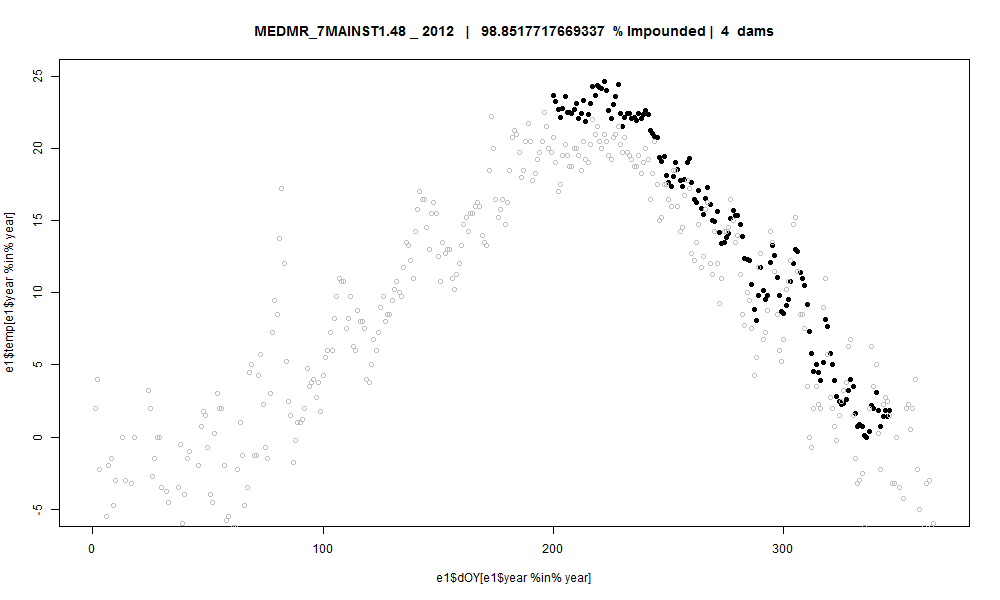 MEDMR_7MAINST1.48 _ 2012 | 98.8517717669337 % Impounded | 4 dams
e1$temp[e1$year %in% year]
25
20
15
10
5
0
-5
0 100 200 300
e1$dOY[e1$year %in% year]